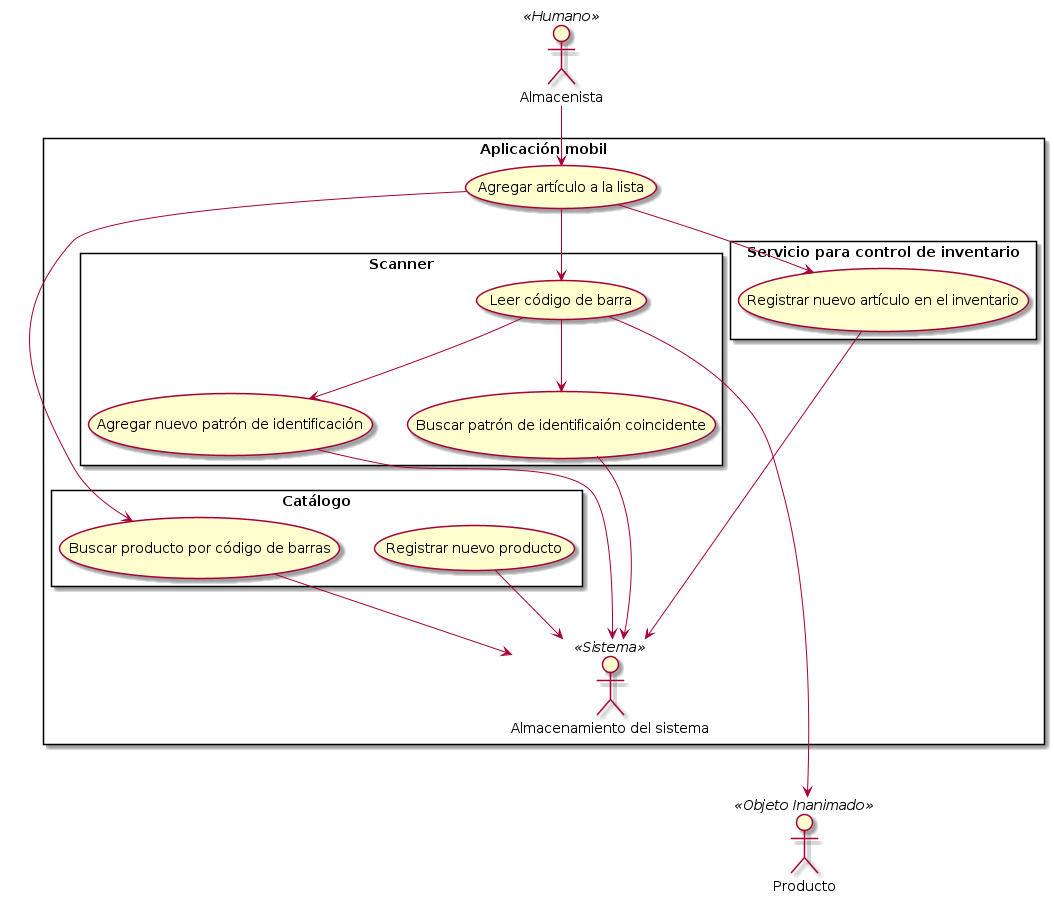 «Humano»
Almacenista
Aplicación mobil
Agregar artículo a la lista
Servicio para control de inventario
Scanner
Leer código de barra
Registrar nuevo artículo en el inventario
Agregar nuevo patrón de identificación
Buscar patrón de identificaión coincidente
Catálogo
Buscar producto por código de barras
Registrar nuevo producto
«Sistema»
Almacenamiento del sistema
«Objeto Inanimado»
Producto